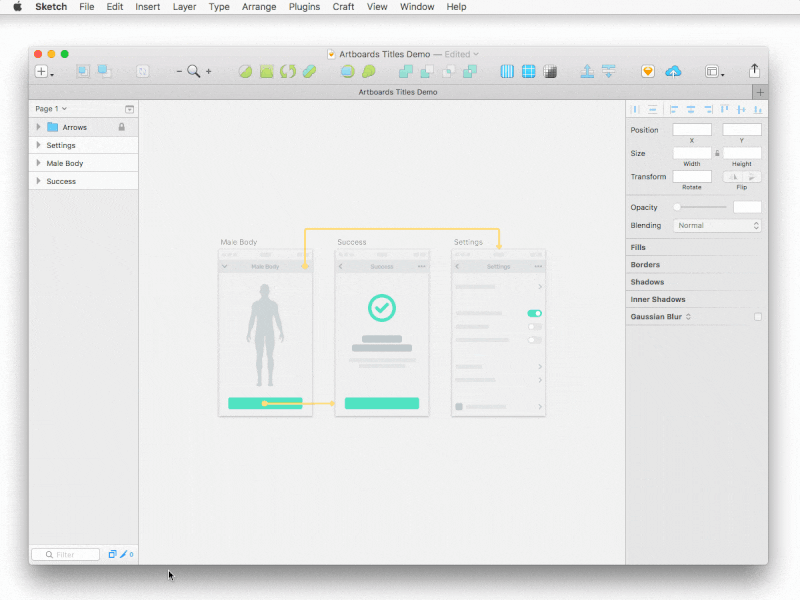 Sketch File Edit Insert Layer Type Arrange Plugins Craft View Window Help
Artboards Titles Demo — Edited
Artboards Titles Demo
Page 1
Arrows
Settings
Male Body
Success
Filter
0
Male Body
Success
Settings
Male Body
Success
Settings
Position
X Y
Size
Width Height
Transform
Rotate Flip
Opacity
Blending Normal
Fills
Borders
Shadows
Inner Shadows
Gaussian Blur